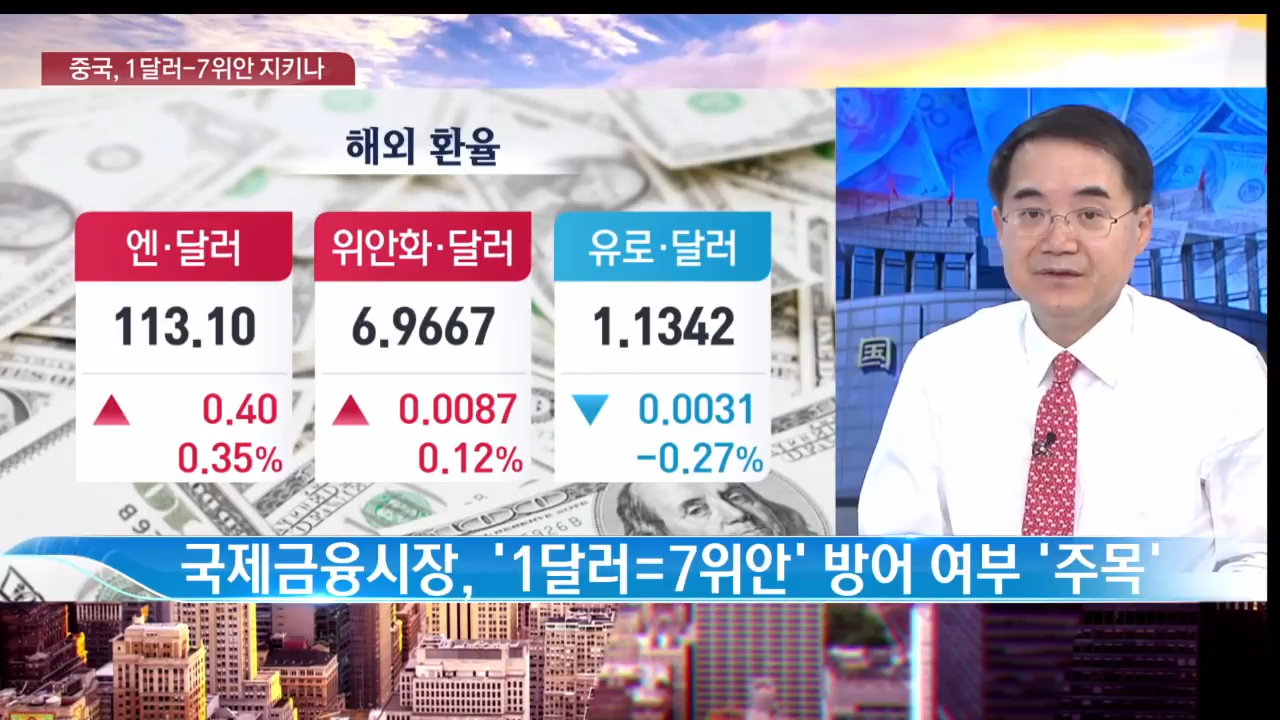 중국, 1달러-7위안 지키나
해외 환율
엔·달러
113.10
▲ 0.40
0.35%
위안화·달러
6.9667
▲ 0.0087
0.12%
유로·달러
1.1342
▼ 0.0031
-0.27%
国
국제금융시장, '1달러=7위안' 방어 여부 '주목'